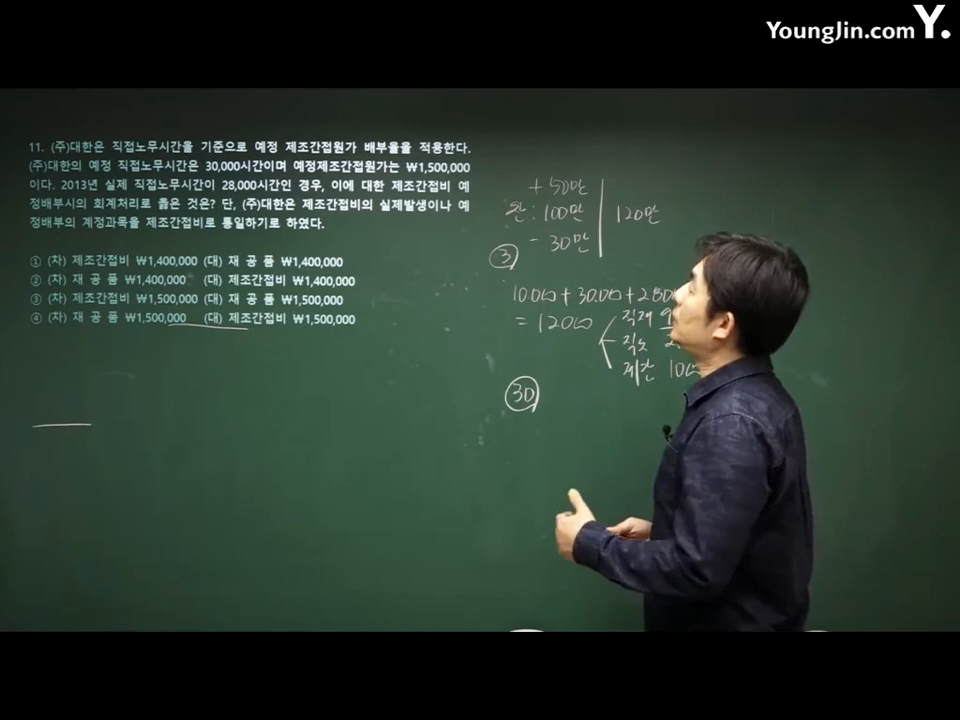 YoungJin.com Y.
11. (주)대한은 직접노무시간을 기준으로 예정 제조간접원가 배부율을 적용한다.
(주)대한의 예정 직접노무시간은 30,000시간이며 예정제조간접원가는 ₩1,500,000
이다. 2013년 실제 직접노무시간이 28,000시간인 경우, 이에 대한 제조간접비 예
정배부시의 회계처리로 옳은 것은? 단, (주)대한은 제조간접비의 실제발생이나 예
정배부의 계정과목을 제조간접비로 통일하기로 하였다.
① (차) 제조간접비 ₩1,400,000 (대) 재 공 품 ₩1,400,000
② (차) 재 공 품 ₩1,400,000 (대) 제조간접비 ₩1,400,000
③ (차) 제조간접비 ₩1,500,000 (대) 재 공 품 ₩1,500,000
④ (차) 재 공 품 ₩1,500,000 (대) 제조간접비 ₩1,500,000
+ 50만
완: 100만 120만
- 30만
③
직재
직노
제간
㉚